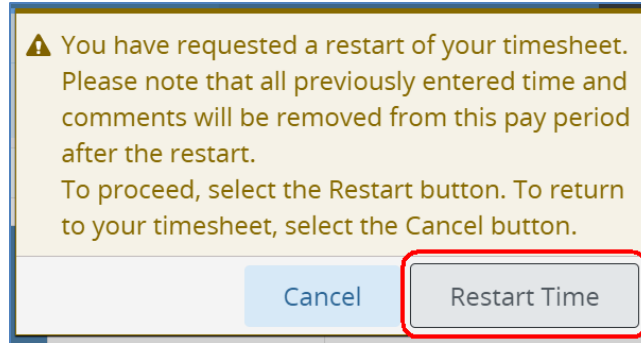 You have requested a restart of your timesheet.
Please note that all previously entered time and
comments will be removed from this pay period
after the restart.
To proceed, select the Restart button. To return
to your timesheet, select the Cancel button.
Cancel
Restart Time